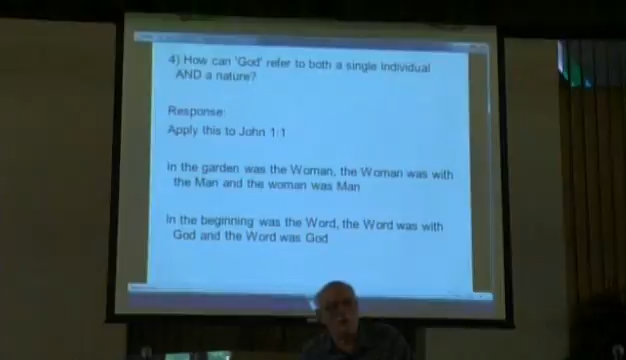 4) How can 'God' refer to both a single individual
AND a nature?
Response:
Apply this to John 1:1
In the garden was the Woman, the Woman was with
the Man and the woman was Man
In the beginning was the Word, the Word was with
God and the Word was God